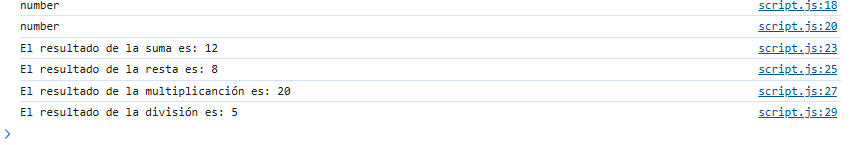 number script.js:18
number script.js:20
El resultado de la suma es: 12 script.js:23
El resultado de la resta es: 8 script.js:25
El resultado de la multiplicanción es: 20 script.js:27
El resultado de la división es: 5 script.js:29
>